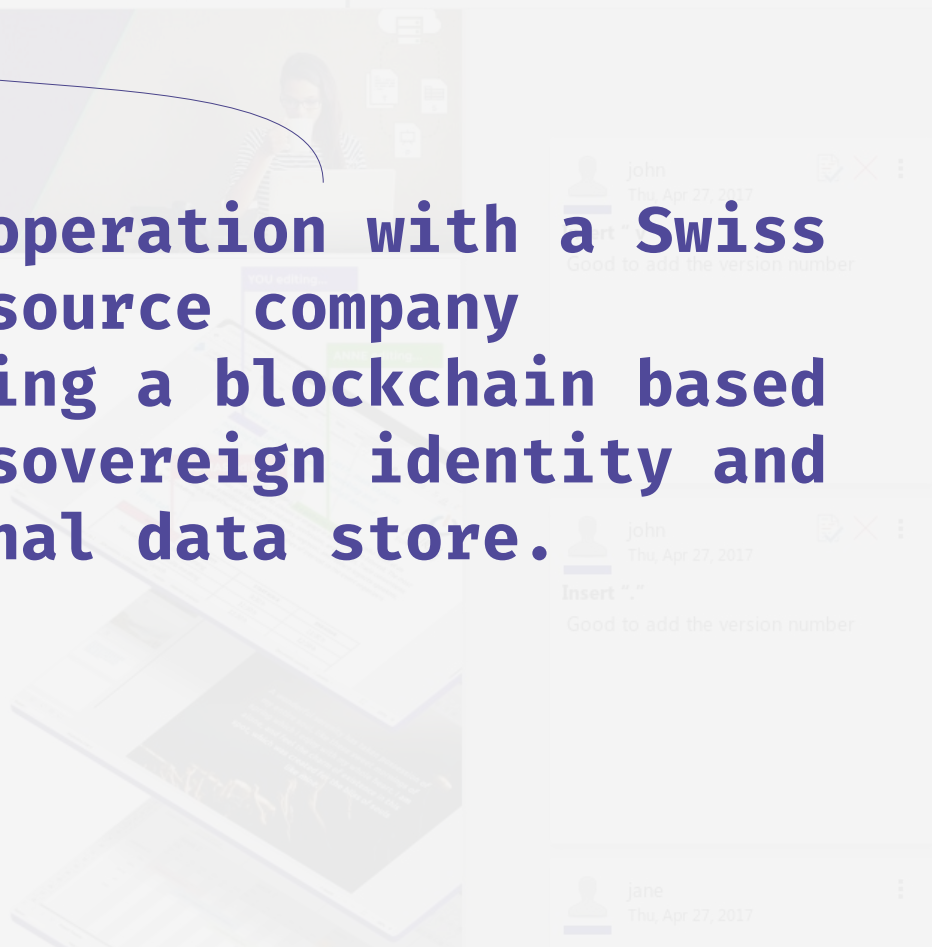 operation with a Swiss
source company
ing a blockchain based
sovereign identity and
nal data store.
john
Thu, Apr 27, 2017
Good to add the version number
john
Thu, Apr 27, 2017
Insert "."
Good to add the version number
jane
Thu, Apr 27, 2017